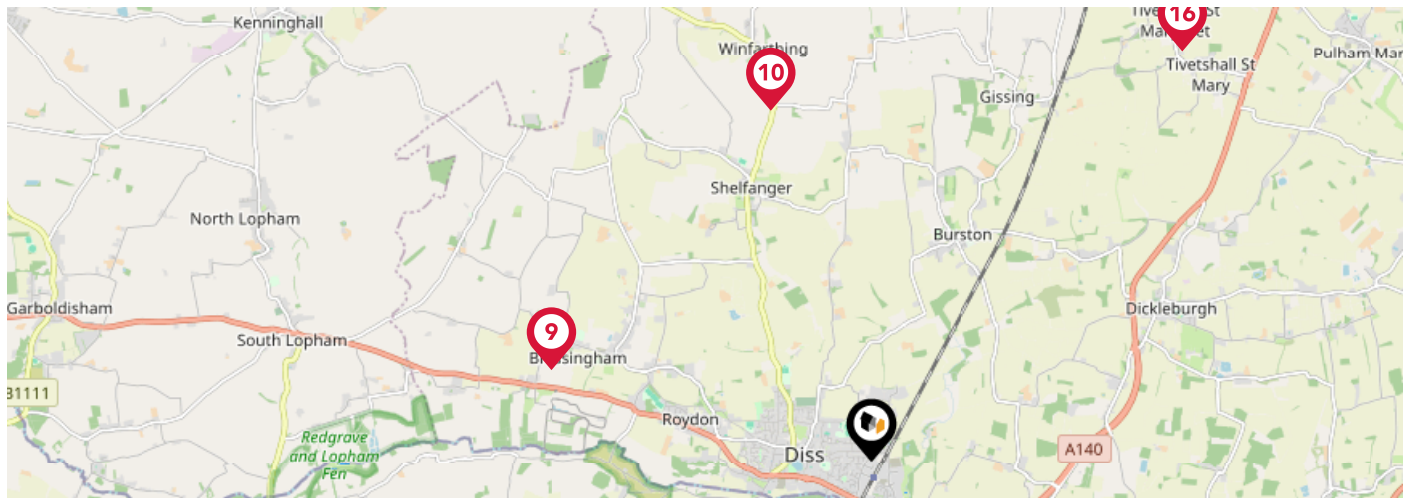 Kenninghall
Winfarthing
10
16
Tivetshall St
Mary
Pulham Mar
Gissing
Shelfanger
North Lopham
Burston
Garboldisham
Dickleburgh
South Lopham
9
B1111
Roydon
Redgrave
and Lopham
Fen
Diss
A140